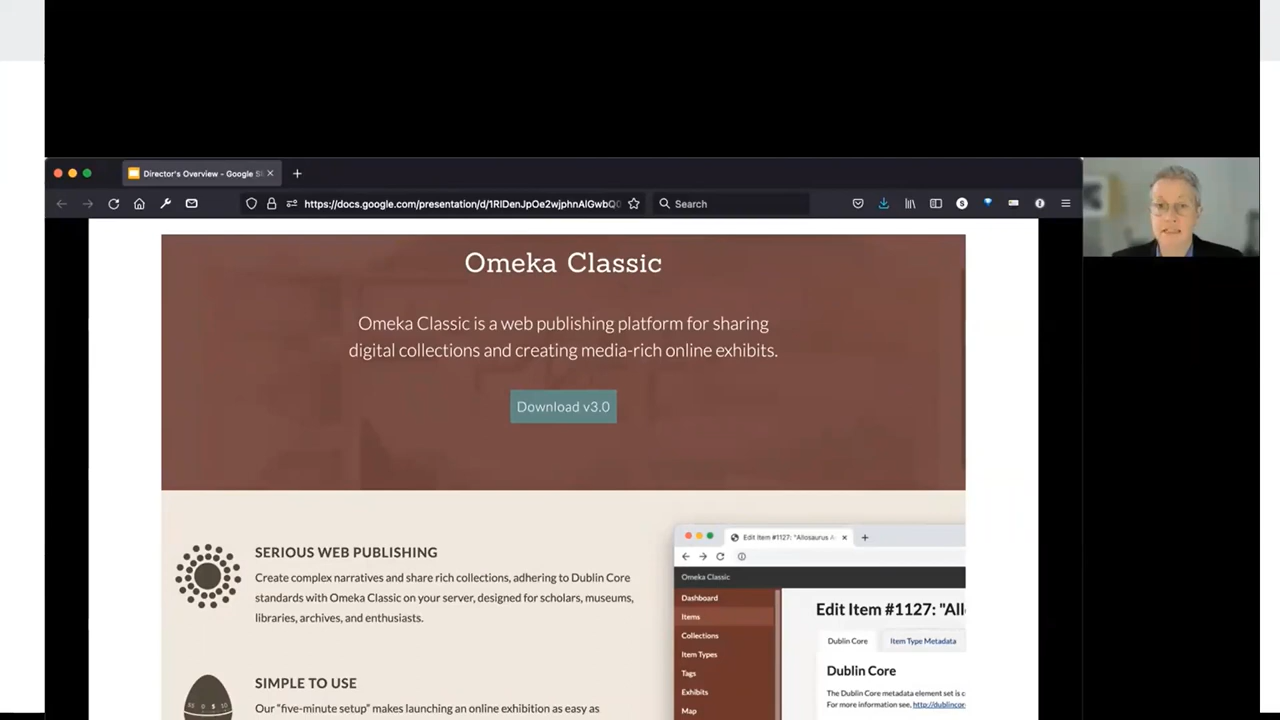 Director's Overview - Google Sl
https://docs.google.com/presentation/d/1RlDenJpOe2wjphnAlGwbQ
Search
Omeka Classic
Omeka Classic is a web publishing platform for sharing
digital collections and creating media-rich online exhibits.
Download v3.0
SERIOUS WEB PUBLISHING
Create complex narratives and share rich collections, adhering to Dublin Core
standards with Omeka Classic on your server, designed for scholars, museums,
libraries, archives, and enthusiasts.
SIMPLE TO USE
Our "five-minute setup" makes launching an online exhibition as easy as
Edit Item #1127: "Allosaurus A
Omeka Classic
Dashboard
Items
Collections
Item Types
Tags
Exhibits
Map
Edit Item #1127: "All
Dublin Core
Item Type Metadata
Dublin Core
The Dublin Core metadata element set is c
For more information see, http://dublincor